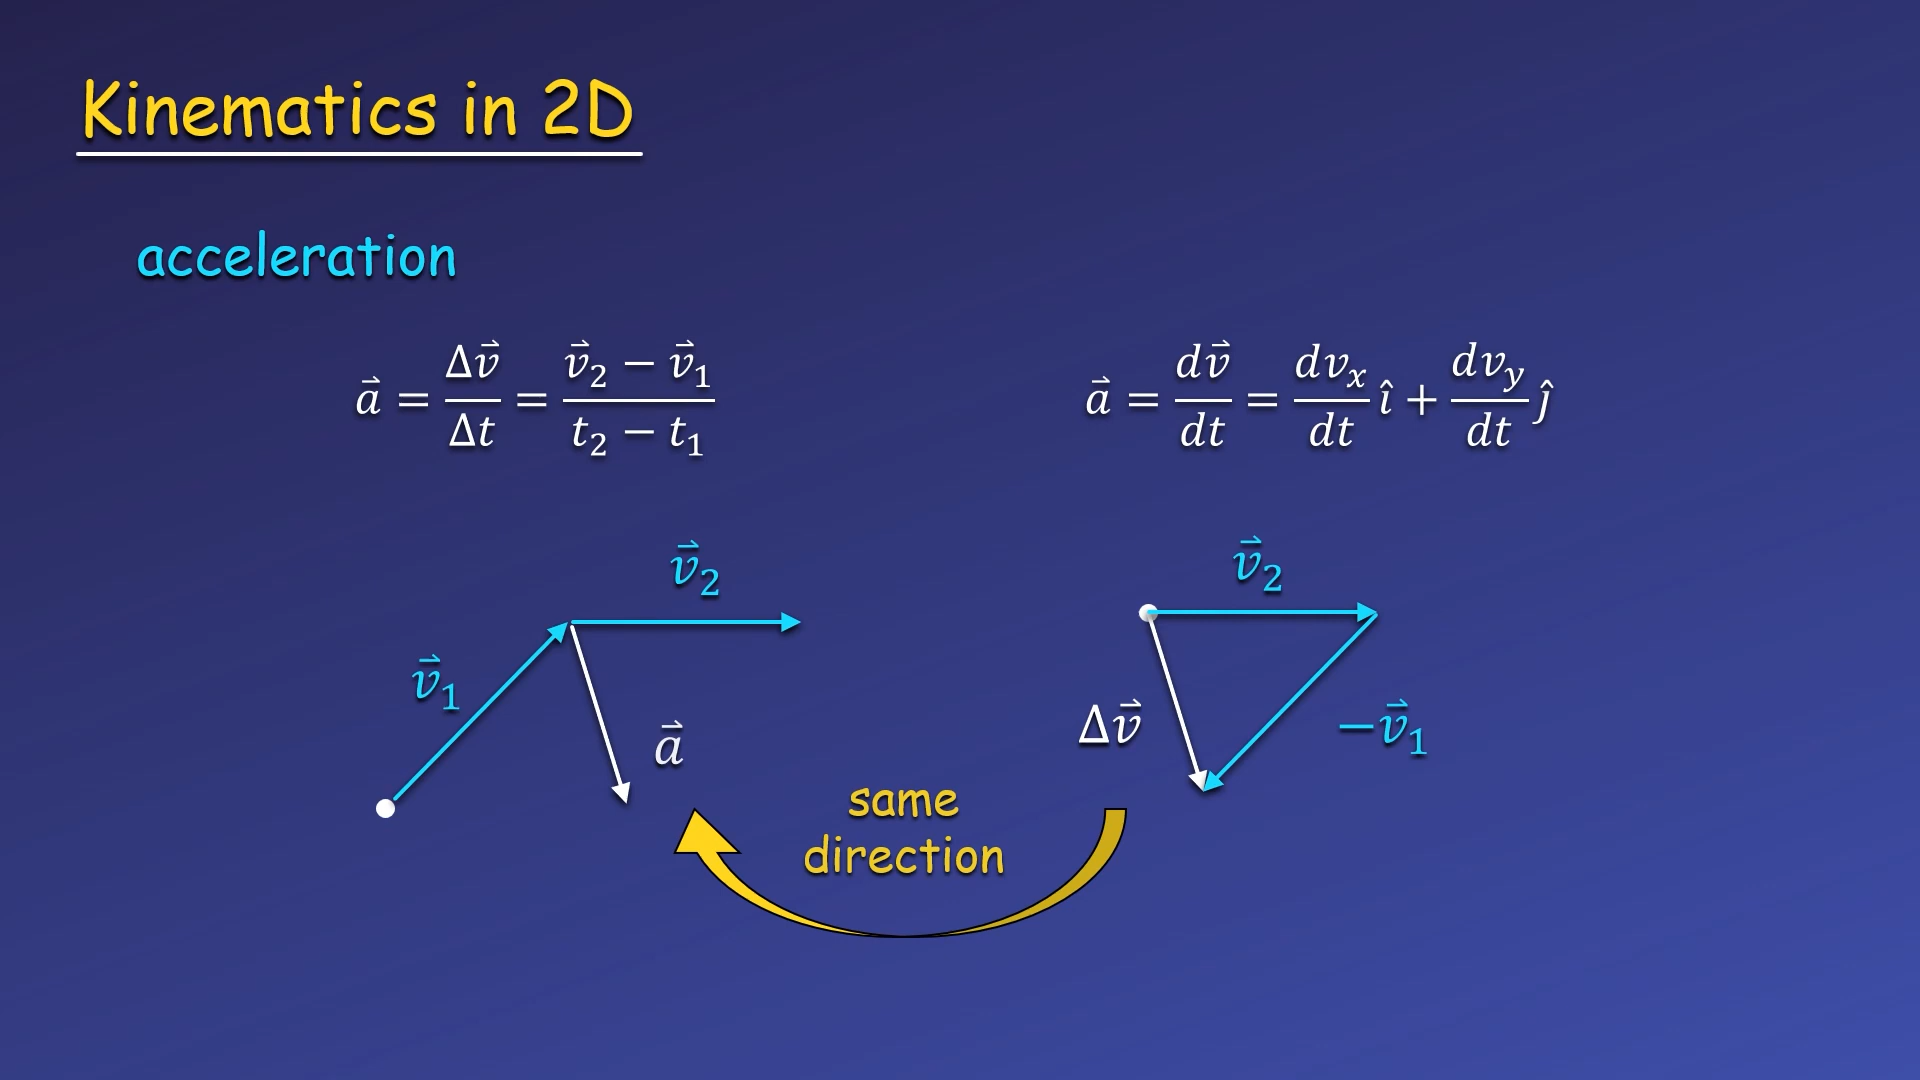 Kinematics in 2D
acceleration
a⃗ = Δv⃗/Δt = (v⃗₂ − v⃗₁)/(t₂ − t₁)
a⃗ = dv⃗/dt = dvₓ/dt î + dv_y/dt ĵ
v⃗₂
v⃗₁
a⃗
v⃗₂
Δv⃗
−v⃗₁
same
direction